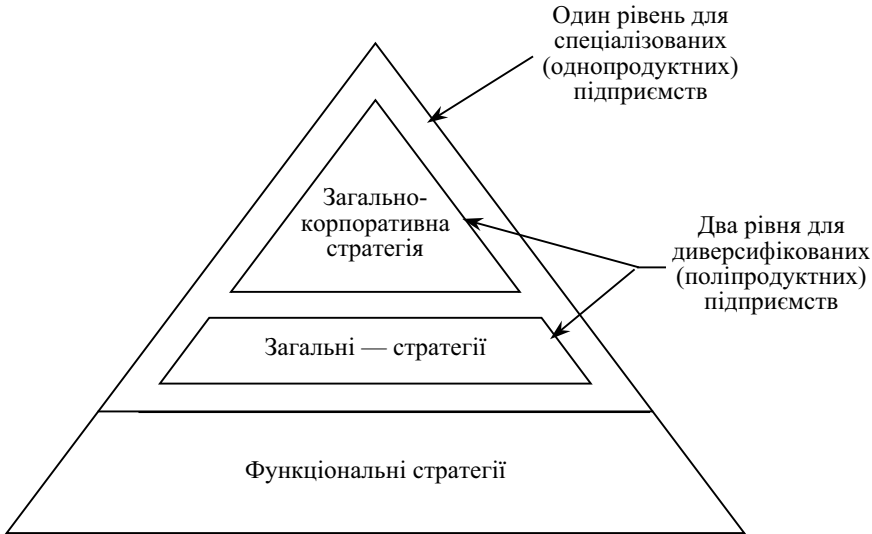 Один рівень для
спеціалізованих
(однопродуктних)
підприємств
Загально-
корпоративна
стратегія
Два рівня для
диверсифікованих
(поліпродуктних)
підприємств
Загальні — стратегії
Функціональні стратегії